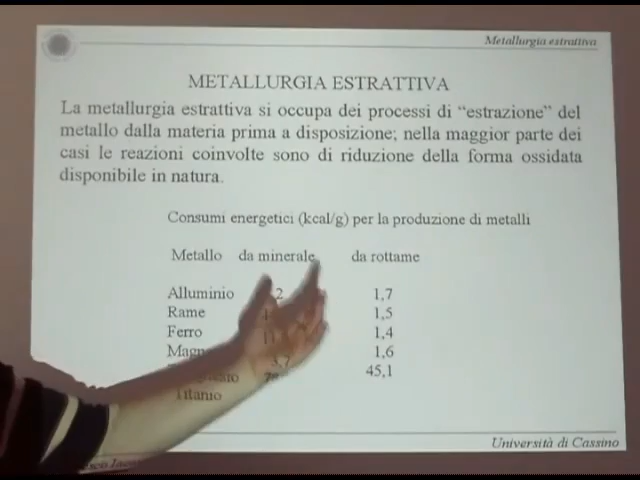 Metallurgia estrattiva
METALLURGIA ESTRATTIVA
La metallurgia estrattiva si occupa dei processi di “estrazione” del
metallo dalla materia prima a disposizione; nella maggior parte dei
casi le reazioni coinvolte sono di riduzione della forma ossidata
disponibile in natura.
Consumi energetici (kcal/g) per la produzione di metalli
Metallo da minerale da rottame
Alluminio 1,7
Rame 1,5
Ferro 1,4
1,6
45,1
Titanio
Università di Cassino